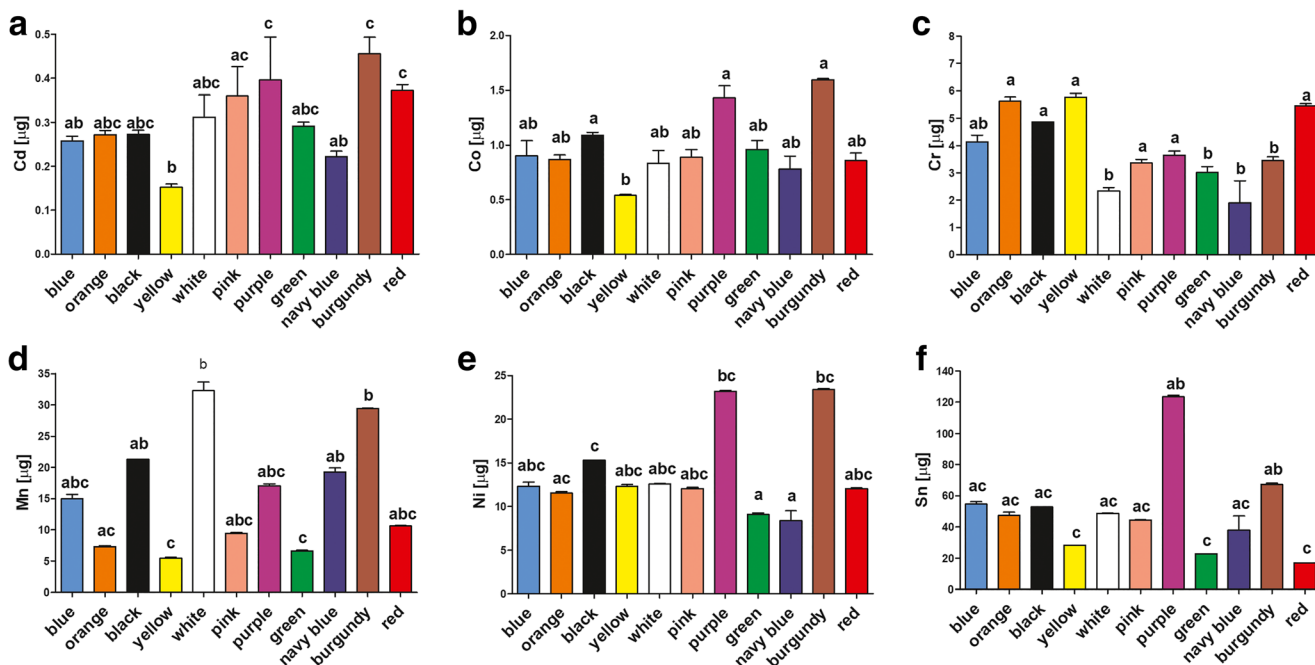 a
Cd [µg]
0.5
0.4
0.3
0.2
0.1
0.0
ab abc abc b abc ac c abc ab c c
blue orange black yellow white pink purple green navy blue burgundy red
b
Co [µg]
2.0
1.5
1.0
0.5
0.0
ab ab a b ab ab a ab ab a ab
blue orange black yellow white pink purple green navy blue burgundy red
c
Cr [µg]
8
7
6
5
4
3
2
1
0
ab a a a b a a b b b a
blue orange black yellow white pink purple green navy blue burgundy red
d
Mn [µg]
35
30
25
20
15
10
5
0
ab ac ab c b abc abc c ab b abc
blue orange black yellow white pink purple green navy blue burgundy red
e
Ni [µg]
25
20
15
10
5
0
abc ac c abc abc abc bc a a bc abc
blue orange black yellow white pink purple green navy blue burgundy red
f
Sn [µg]
140
120
100
80
60
40
20
0
ac ac ac c ac ac ab c ac ab c
blue orange black yellow white pink purple green navy blue burgundy red